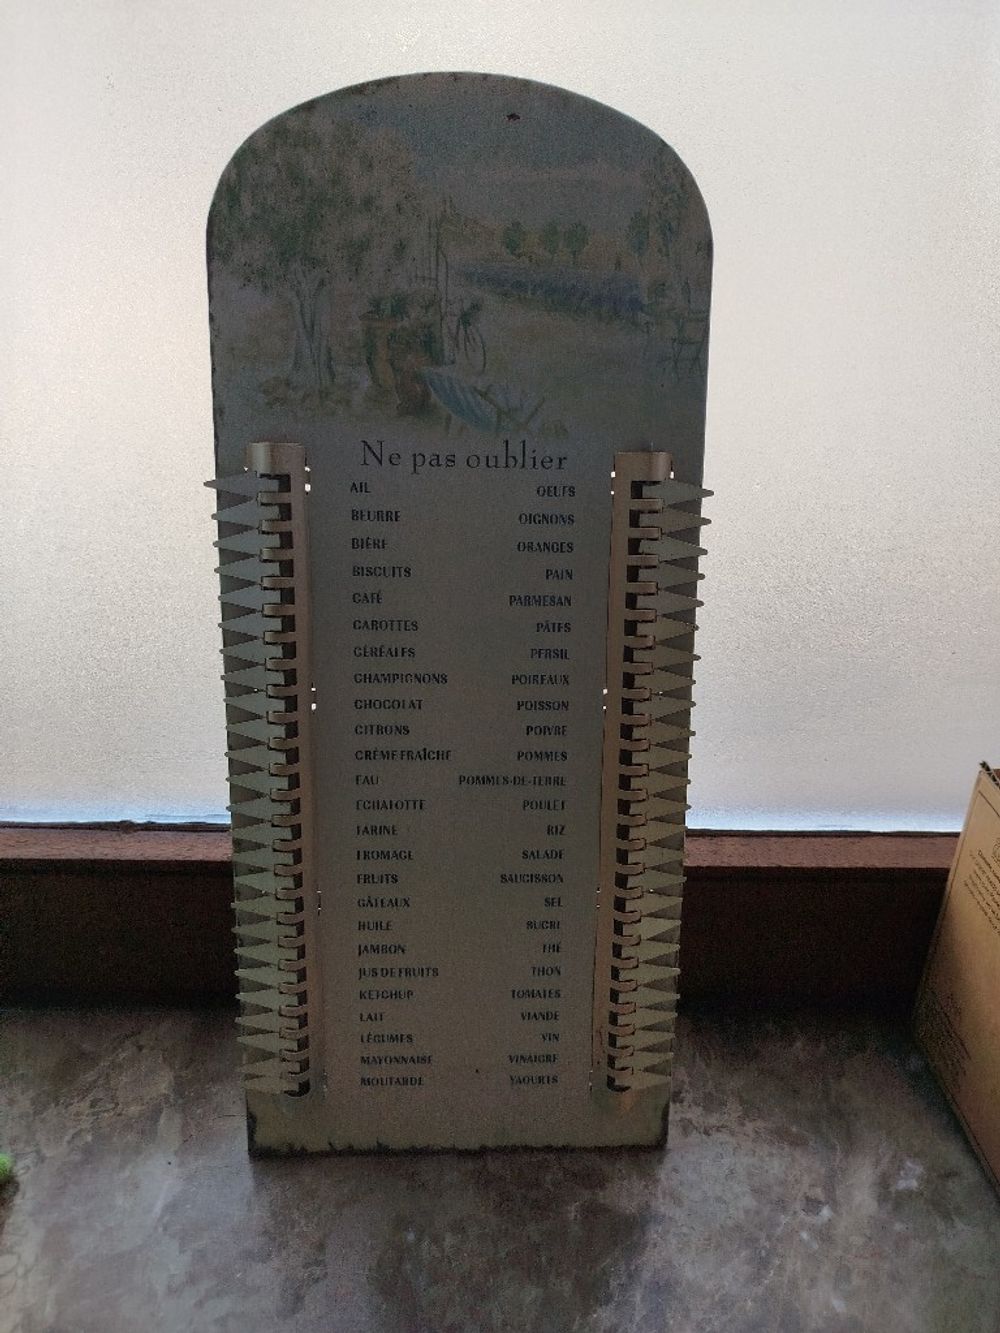 Ne pas oublier
AIL OEUFS
BEURRE OIGNONS
BIÈRE ORANGES
BISCUITS PAIN
CAFÉ PARMESAN
CAROTTES PÂTES
CÉRÉALES PERSIL
CHAMPIGNONS POIREAUX
CHOCOLAT POISSON
CITRONS POIVRE
CRÈME FRAÎCHE POMMES
EAU POMMES-DE-TERRE
ECHALOTTE POULET
FARINE RIZ
FROMAGE SALADE
FRUITS SAUCISSON
GÂTEAUX SEL
HUILE SUCRE
JAMBON THÉ
JUS DE FRUITS THON
KETCHUP TOMATES
LAIT VIANDE
LÉGUMES VIN
MAYONNAISE VINAIGRE
MOUTARDE YAOURTS